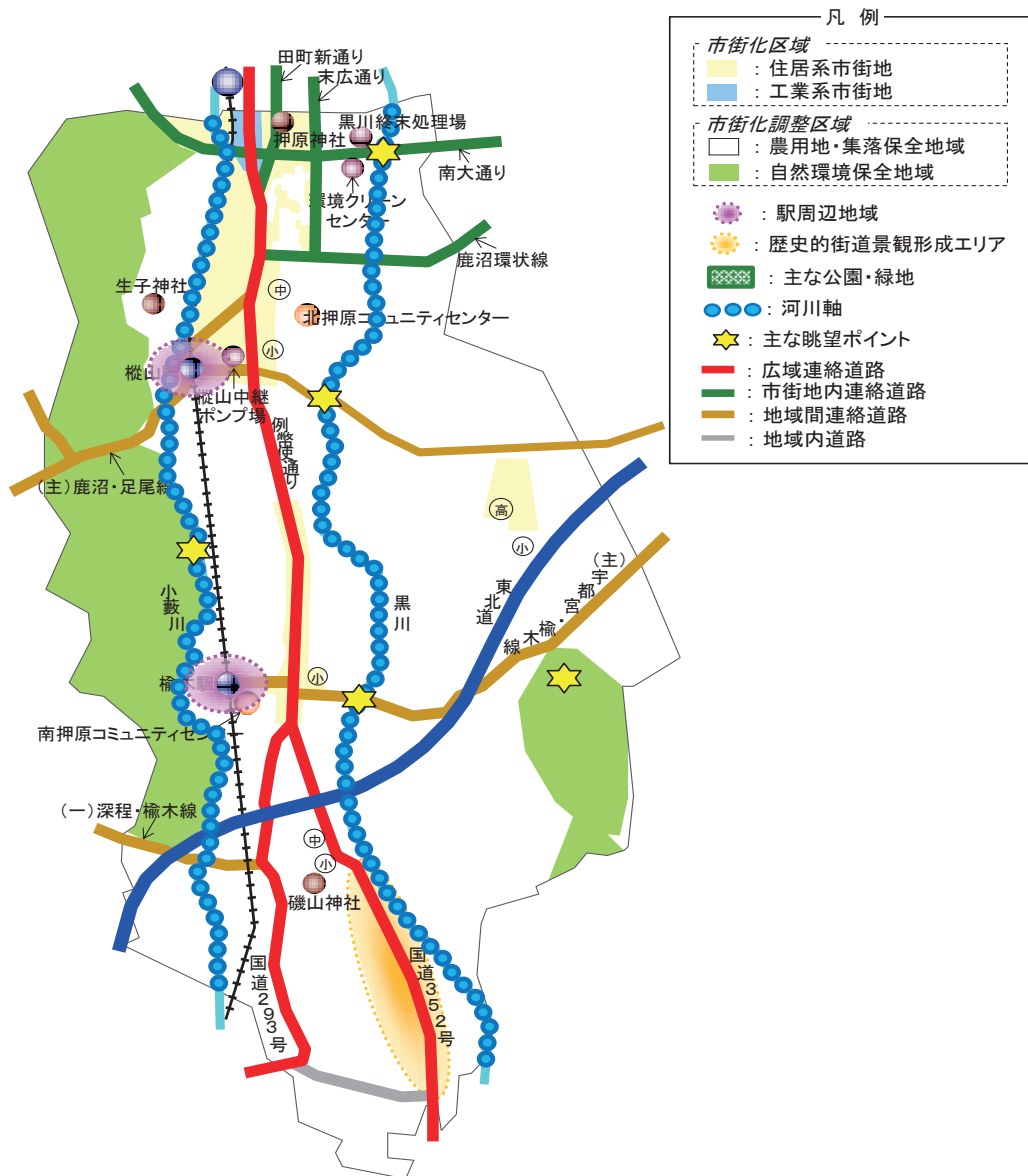 凡 例
市街化区域
：住居系市街地
：工業系市街地
市街化調整区域
：農用地・集落保全地域
：自然環境保全地域
：駅周辺地域
：歴史的街道景観形成エリア
：主な公園・緑地
：河川軸
：主な眺望ポイント
：広域連絡道路
：市街地内連絡道路
：地域間連絡道路
：地域内道路
田町新通り
末広通り
黒川終末処理場
押原神社
南大通り
環境クリーン
センター
鹿沼環状線
生子神社
中
北押原コミュニティセンター
小
樅山
樅山中継
ポンプ場
例幣使通り
(主)鹿沼・足尾線
高
小
(主)宇都宮・楡木線
東北道
小藪川
黒川
楡木駅
小
南押原コミュニティセン
(一)深程・楡木線
中
小
磯山神社
国道293号
国道352号